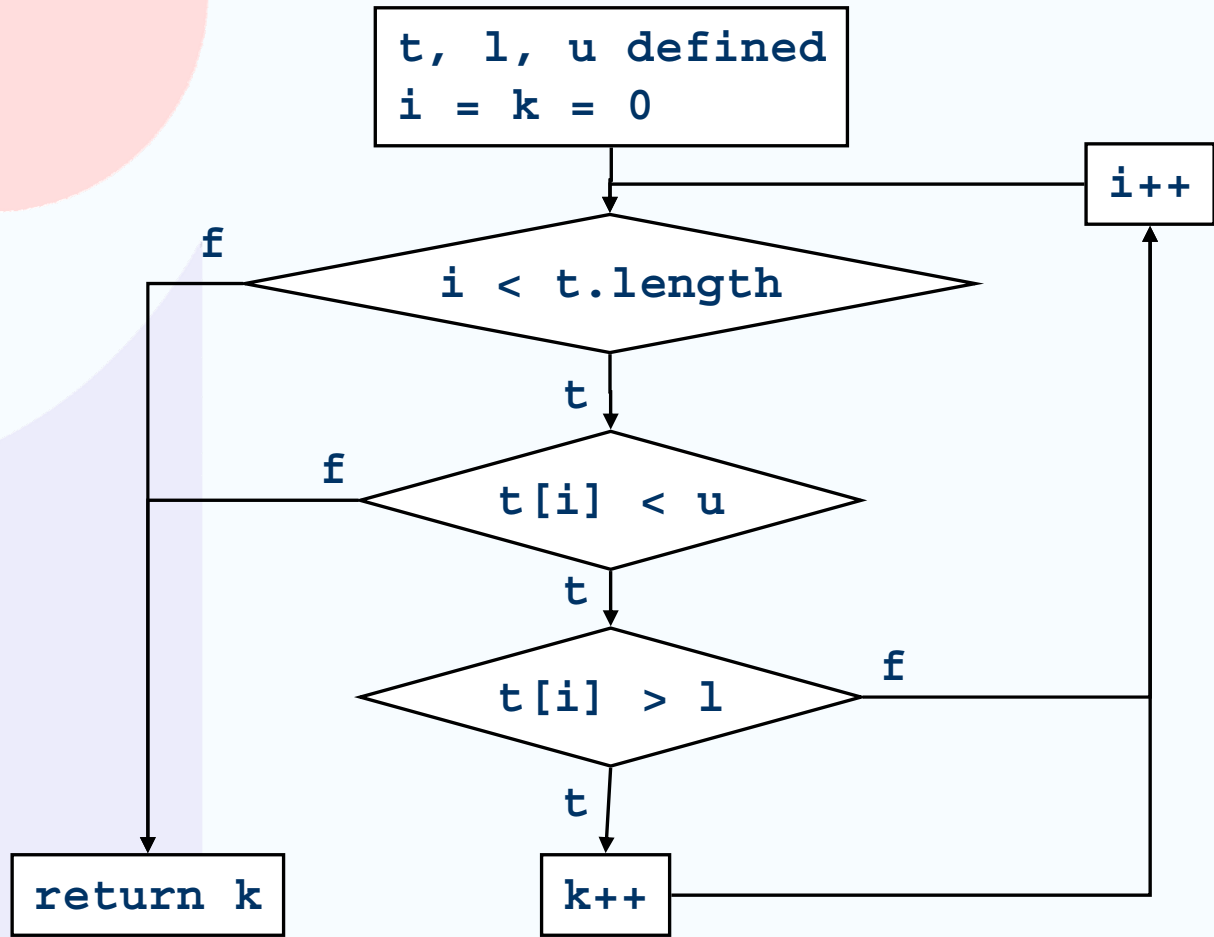 t, l, u defined
i = k = 0
i++
f
i < t.length
t
f
t[i] < u
t
f
t[i] > l
t
return k
k++